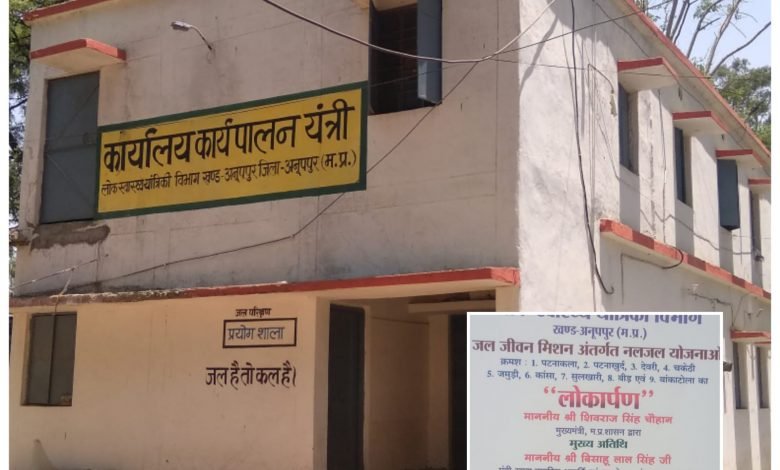 कार्यालय कार्यपालन यंत्री
लोक स्वास्थ्य यांत्रिकी विभाग खण्ड-अनूपपुर जिला-अनूपपुर (म.प्र.)
जल परिक्षण
प्रयोग शाला
जल है तो कल है।
यांत्रिकी विभाग
खण्ड-अनूपपुर (म.प्र.)
जल जीवन मिशन अंतर्गत नलजल योजनाओं
क्रमश: 1. पटनाकला, 2. पटनाखुर्द, 3. देवरी, 4. चकेठी
5. जमुड़ी, 6. कांसा, 7. सुलखारी, 8. बीड़ एवं 9. बांकाटोला का
"लोकार्पण"
माननीय श्री शिवराज सिंह चौहान
मुख्यमंत्री, म.प्र.शासन द्वारा
मुख्य अतिथि
माननीय श्री बिसाहू लाल सिंह जी